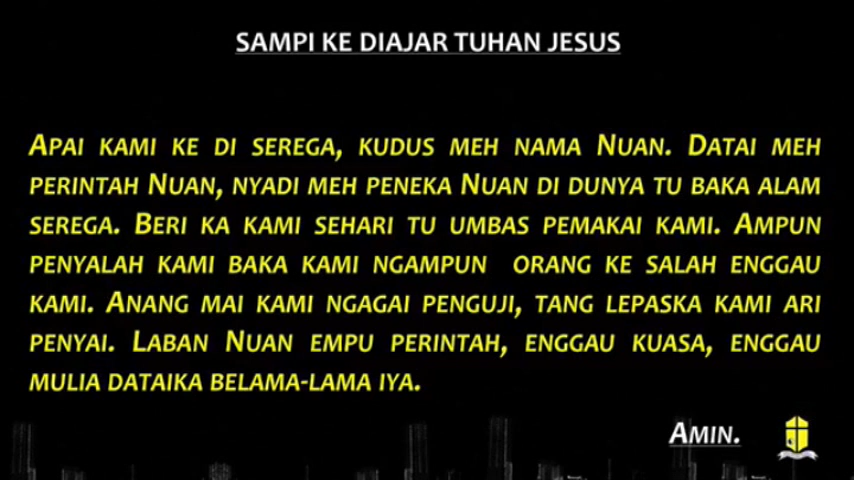 SAMPI KE DIAJAR TUHAN JESUS
APAI KAMI KE DI SEREGA, KUDUS MEH NAMA NUAN. DATAI MEH
PERINTAH NUAN, NYADI MEH PENEKA NUAN DI DUNYA TU BAKA ALAM
SEREGA. BERI KA KAMI SEHARI TU UMBAS PEMAKAI KAMI. AMPUN
PENYALAH KAMI BAKA KAMI NGAMPUN ORANG KE SALAH ENGGAU
KAMI. ANANG MAI KAMI NGAGAI PENGUJI, TANG LEPASKA KAMI ARI
PENYAI. LABAN NUAN EMPU PERINTAH, ENGGAU KUASA, ENGGAU
MULIA DATAIKA BELAMA-LAMA IYA.
AMIN.